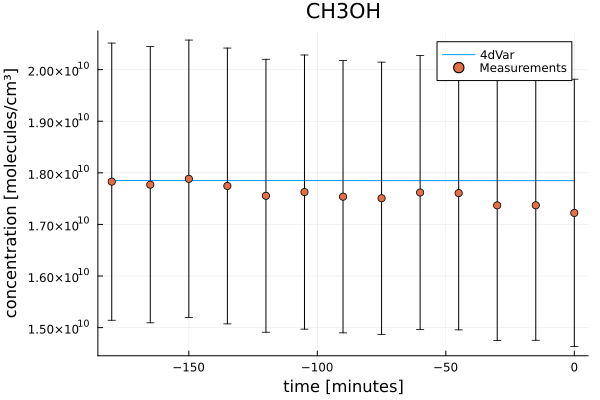 CH3OH
concentration [molecules/cm³]
2.00×10¹⁰
1.90×10¹⁰
1.80×10¹⁰
1.70×10¹⁰
1.60×10¹⁰
1.50×10¹⁰
4dVar
Measurements
−150
−100
−50
0
time [minutes]